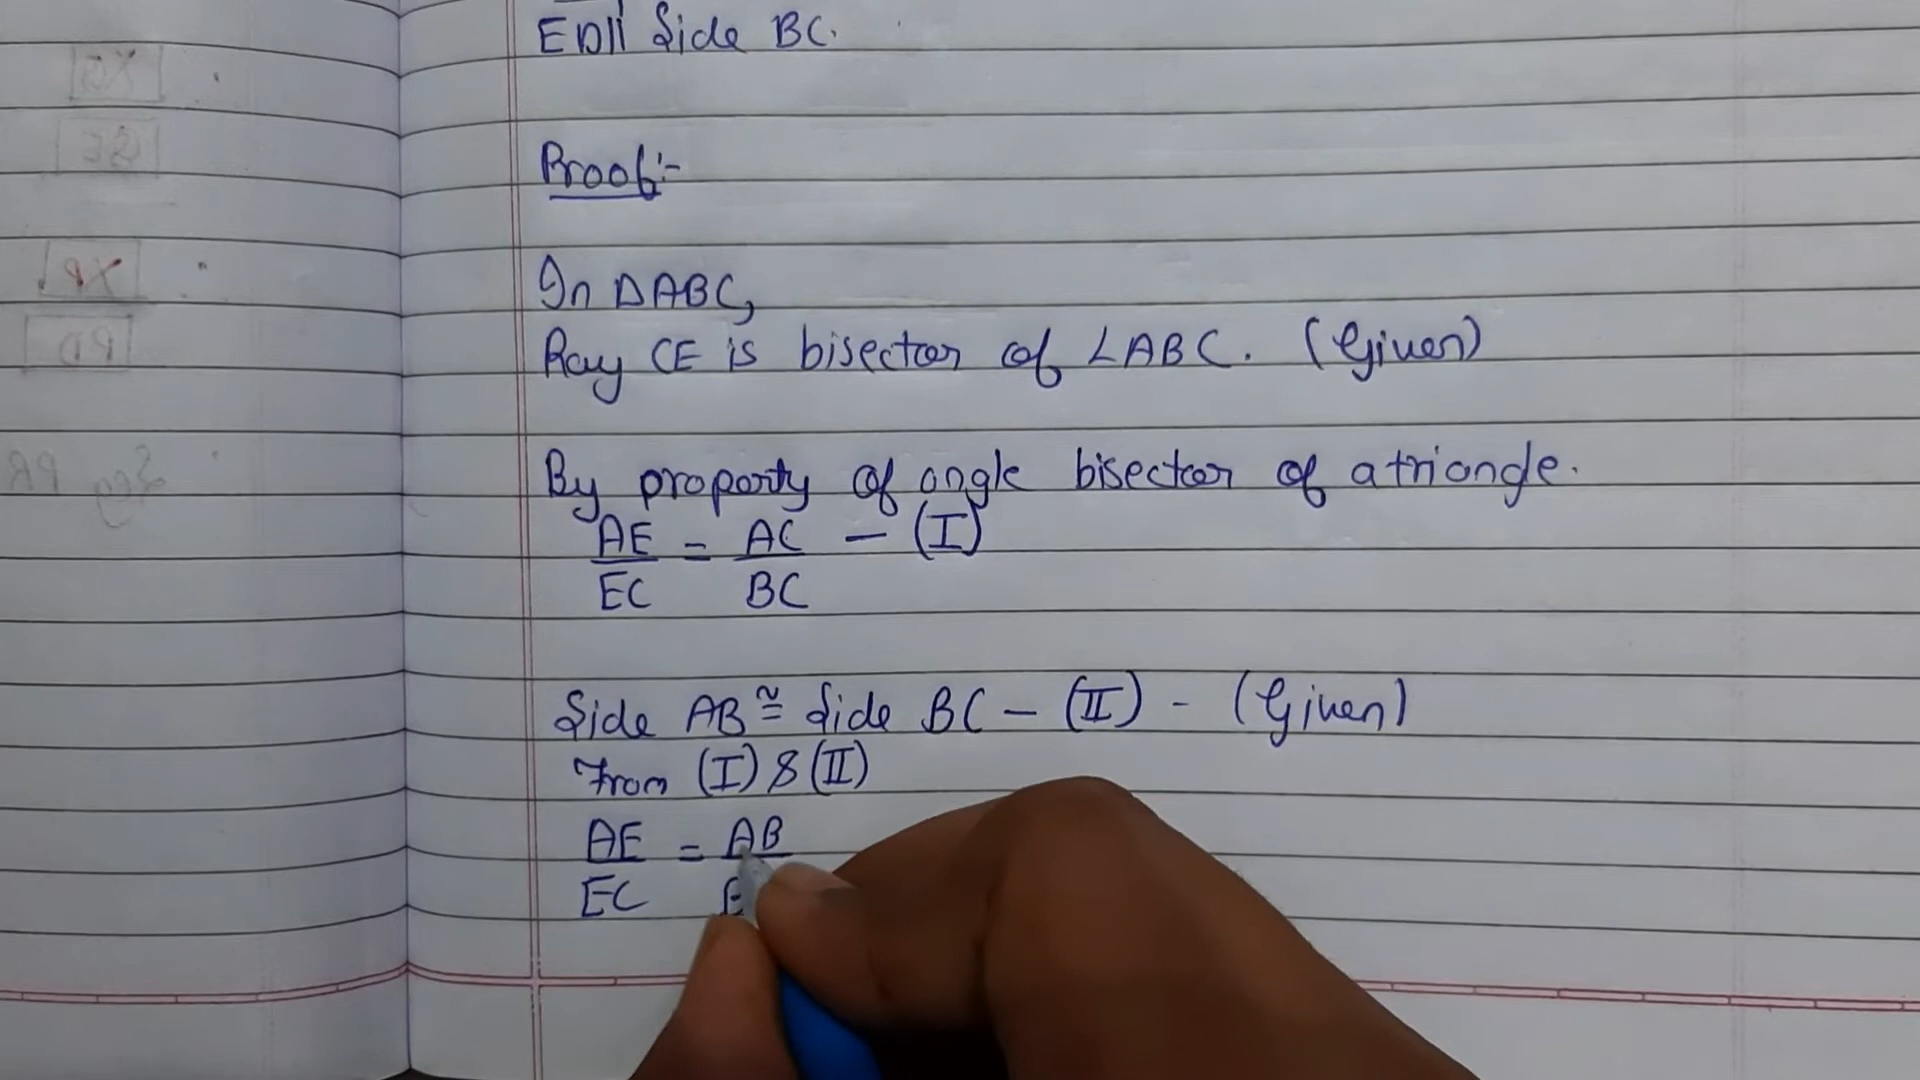 ED|| Side BC.
Proof:-
In ΔABC,
Ray CE is bisector of ∠ABC. (Given)
By property of angle bisector of a triangle.
AE = AC — (I)
EC BC
Side AB ≅ Side BC — (II) - (Given)
From (I) & (II)
AE = AB
EC